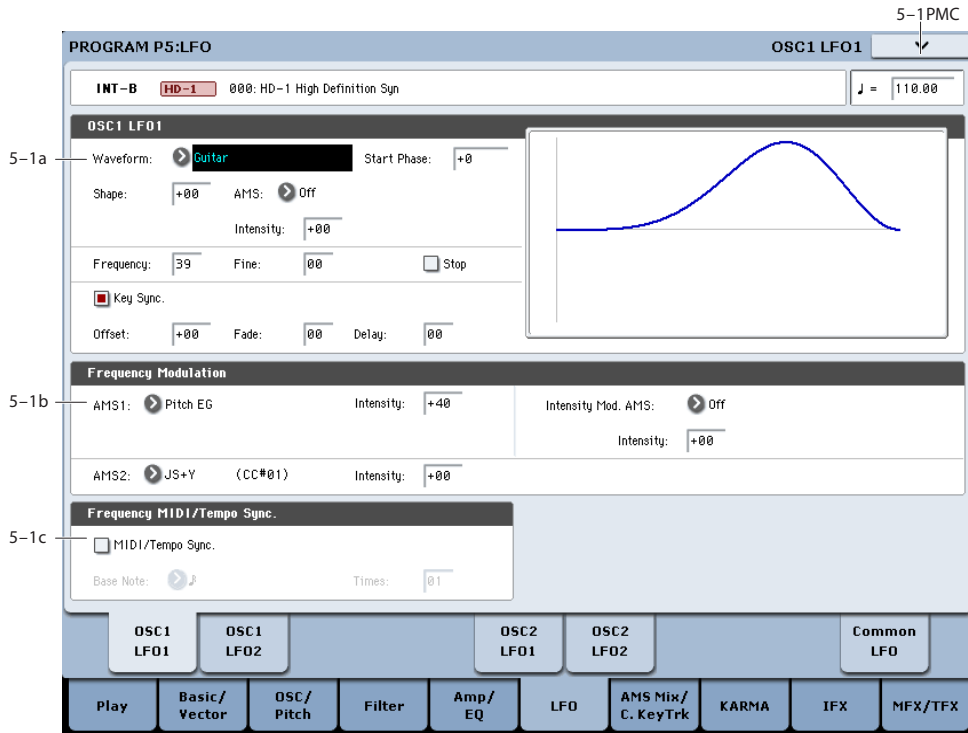 5-1PMC
PROGRAM P5:LFO OSC1 LFO1
INT-B HD-1 000: HD-1 High Definition Syn ♩ = 110.00
OSC1 LFO1
5-1a Waveform: Guitar Start Phase: +0
Shape: +00 AMS: Off
Intensity: +00
Frequency: 39 Fine: 00 Stop
Key Sync.
Offset: +00 Fade: 00 Delay: 00
Frequency Modulation
5-1b AMS1: Pitch EG Intensity: +40 Intensity Mod. AMS: Off
Intensity: +00
AMS2: JS+Y (CC#01) Intensity: +00
Frequency MIDI/Tempo Sync.
5-1c MIDI/Tempo Sync.
Base Note: ♪ Times: 01
OSC1 LFO1
OSC1 LFO2
OSC2 LFO1
OSC2 LFO2
Common LFO
Play
Basic/ Vector
OSC/ Pitch
Filter
Amp/ EQ
LFO
AMS Mix/ C. KeyTrk
KARMA
IFX
MFX/TFX